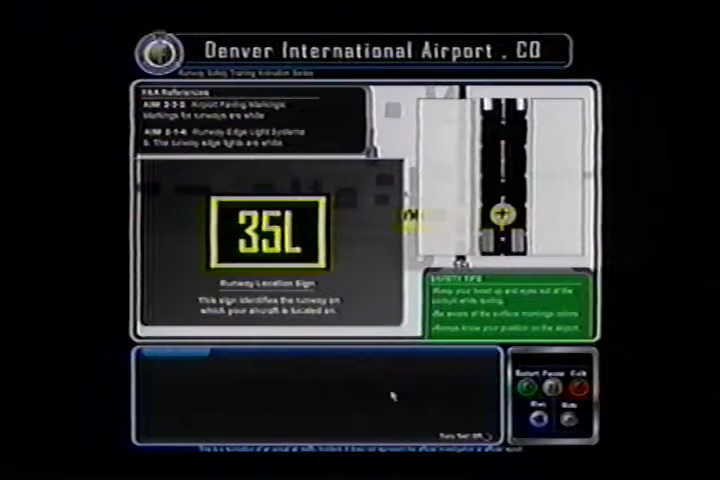 Denver International Airport, CO
Runway Safety Training Animation Series
FAA References
AIM 2-3-3: Airport Paving Markings:
Markings for runways are white.
AIM 2-1-4: Runway Edge Light Systems
b. The runway edge lights are white.
35L
Runway Location Sign
This sign identifies the runway on
which your aircraft is located on.
SAFETY TIPS
Keep your head up and eyes out of the
cockpit while taxiing.
Be aware of the surface markings colors.
Always know your position on the airport.
Restart Pause Exit